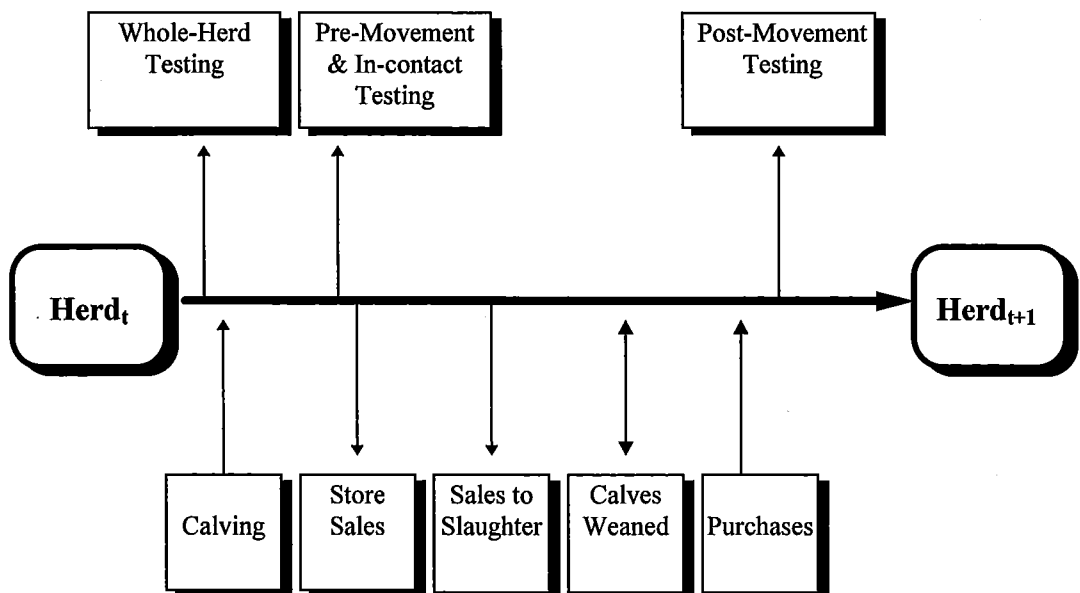 Whole-Herd
Testing
Pre-Movement
& In-contact
Testing
Post-Movement
Testing
Herdₜ
Herdₜ₊₁
Calving
Store
Sales
Sales to
Slaughter
Calves
Weaned
Purchases